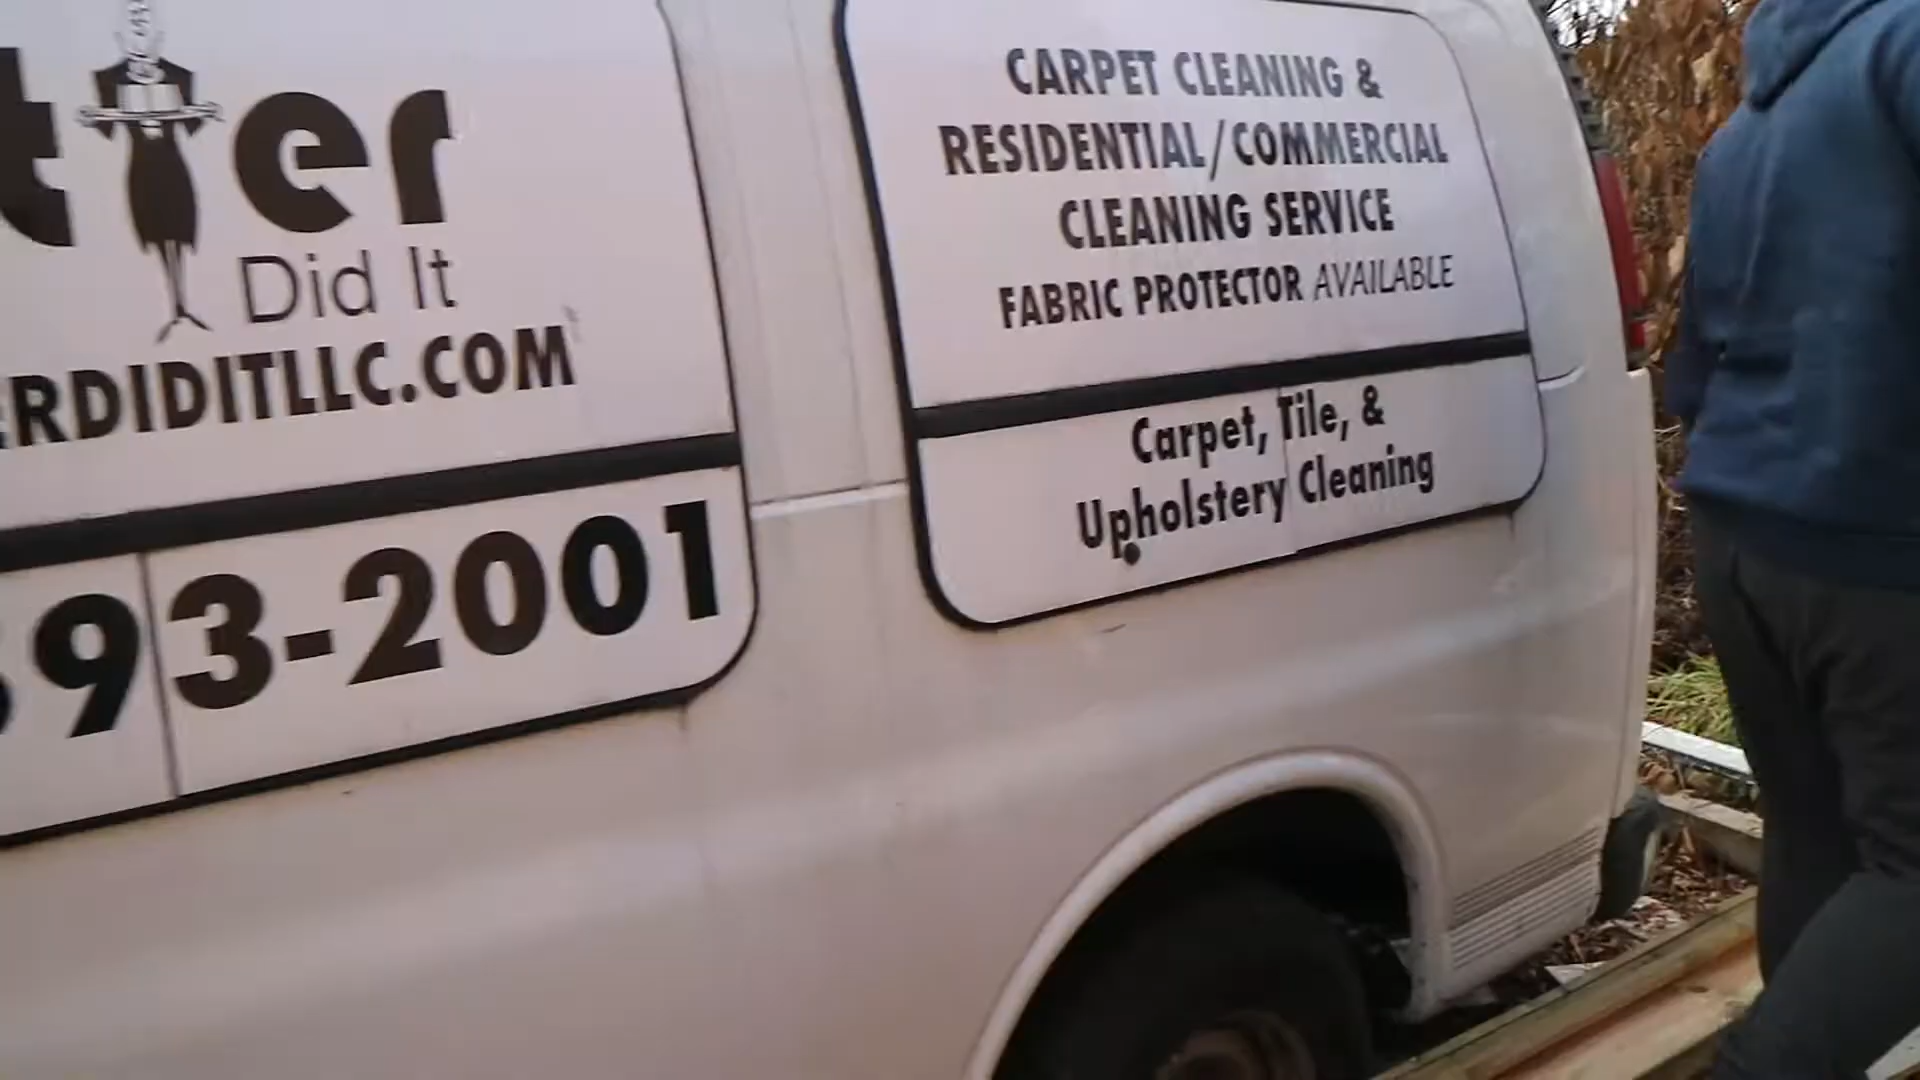 tler
Did It
ERDIDITLLC.COM
93-2001
CARPET CLEANING &
RESIDENTIAL/COMMERCIAL
CLEANING SERVICE
FABRIC PROTECTOR AVAILABLE
Carpet, Tile, &
Upholstery Cleaning